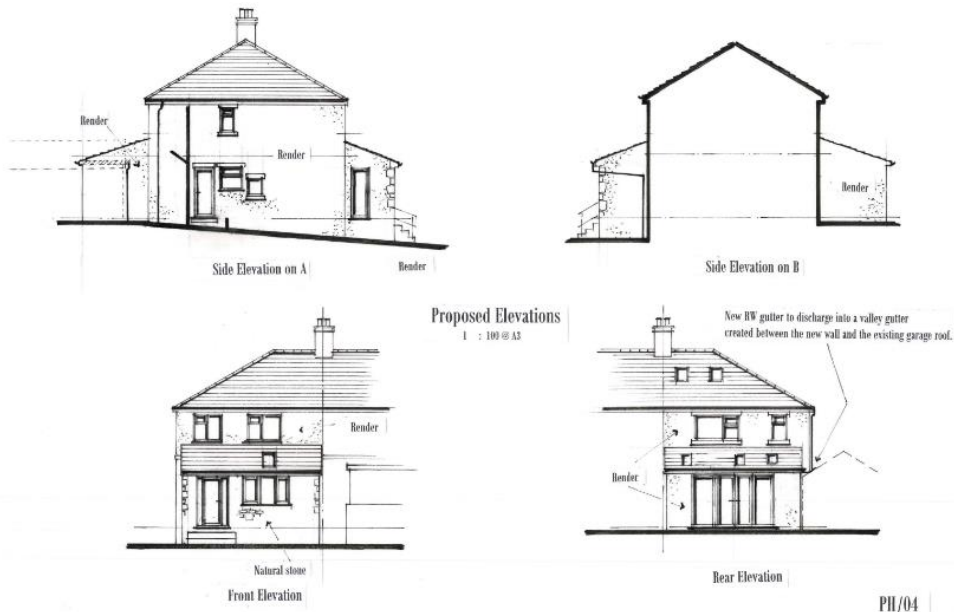 Render
Render
Side Elevation on A
Render
Render
Side Elevation on B
Proposed Elevations
1 : 100 @ A3
New RW gutter to discharge into a valley gutter
created between the new wall and the existing garage roof.
Render
Natural stone
Front Elevation
Render
Render
Rear Elevation
PH/04